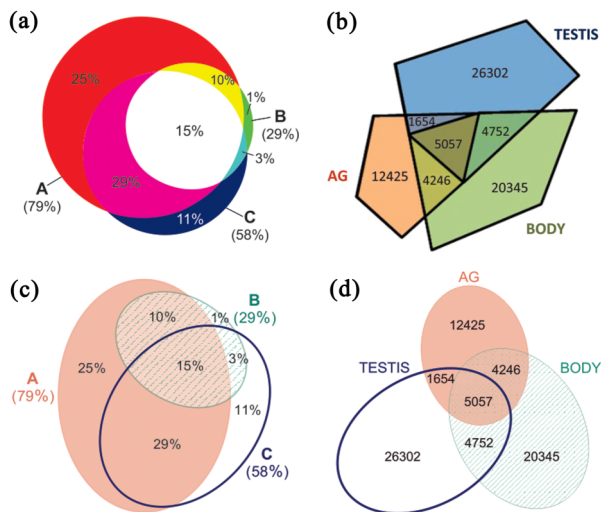 (a)
25%
10%
1%
B
(29%)
15%
3%
29%
A
(79%)
11%
C
(58%)
(b)
TESTIS
26302
1654
5057
4752
AG
12425
4246
20345
BODY
(c)
10%
1%
B
(29%)
25%
15%
3%
A
(79%)
11%
29%
C
(58%)
(d)
AG
12425
TESTIS
1654
4246
BODY
5057
26302
4752
20345